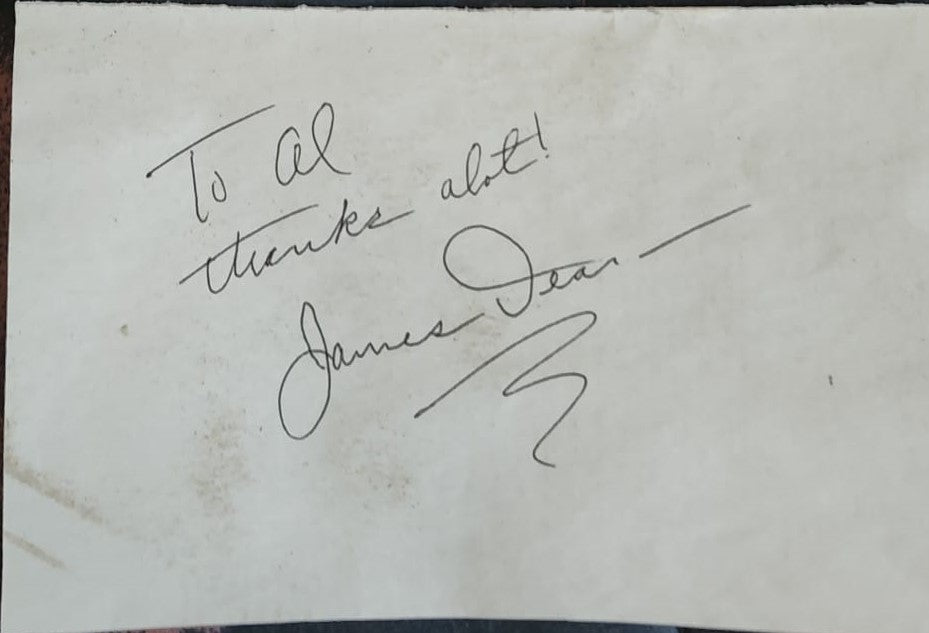 To Al
thanks alot!
James Dean